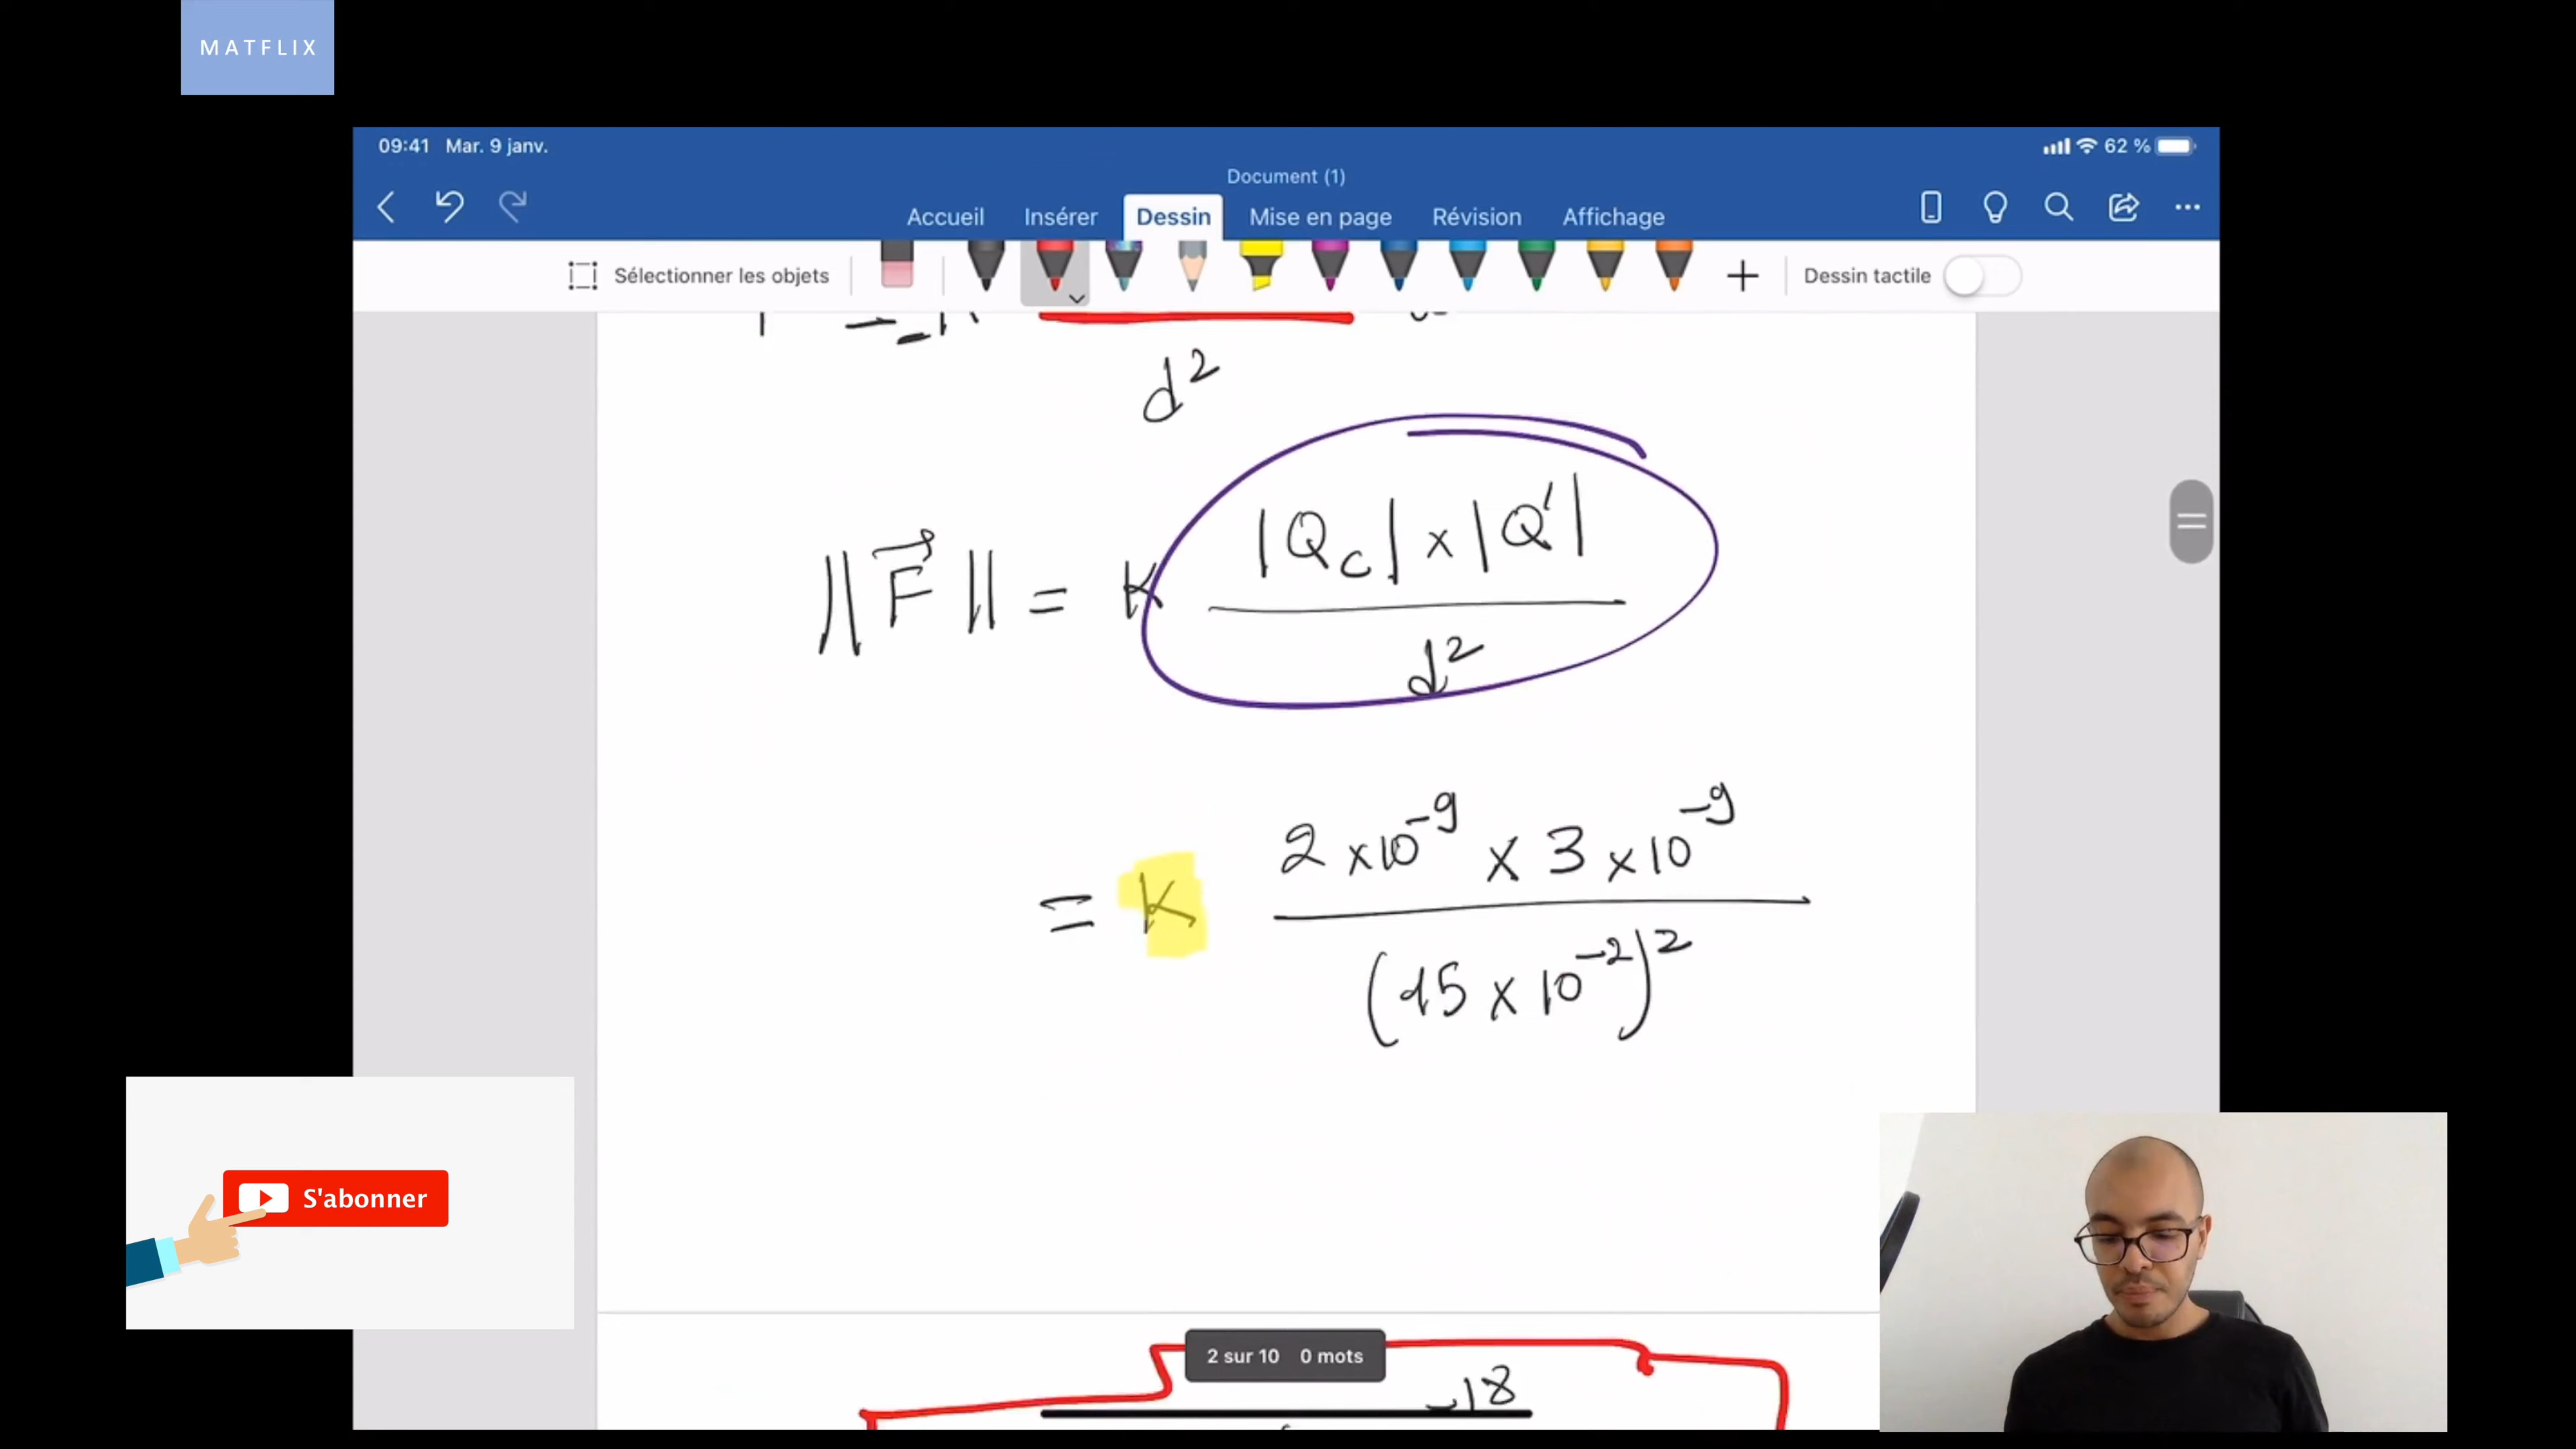 MATFLIX
09:41 Mar. 9 janv.
62 %
Document (1)
Accueil Insérer Dessin Mise en page Révision Affichage
Sélectionner les objets
Dessin tactile
d²
||F⃗|| = K |Q_C| × |Q'| / d²
= K 2 × 10⁻⁹ × 3 × 10⁻⁹ / (15 × 10⁻²)²
S'abonner
2 sur 10 0 mots
-18